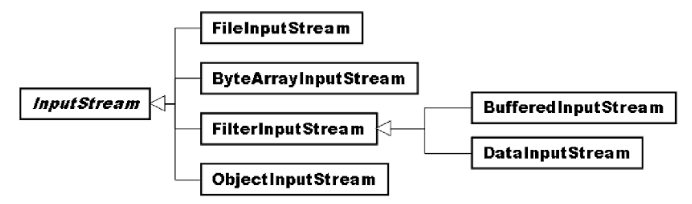 FileInputStream
ByteArrayInputStream
InputStream
BufferedInputStream
FilterInputStream
DataInputStream
ObjectInputStream